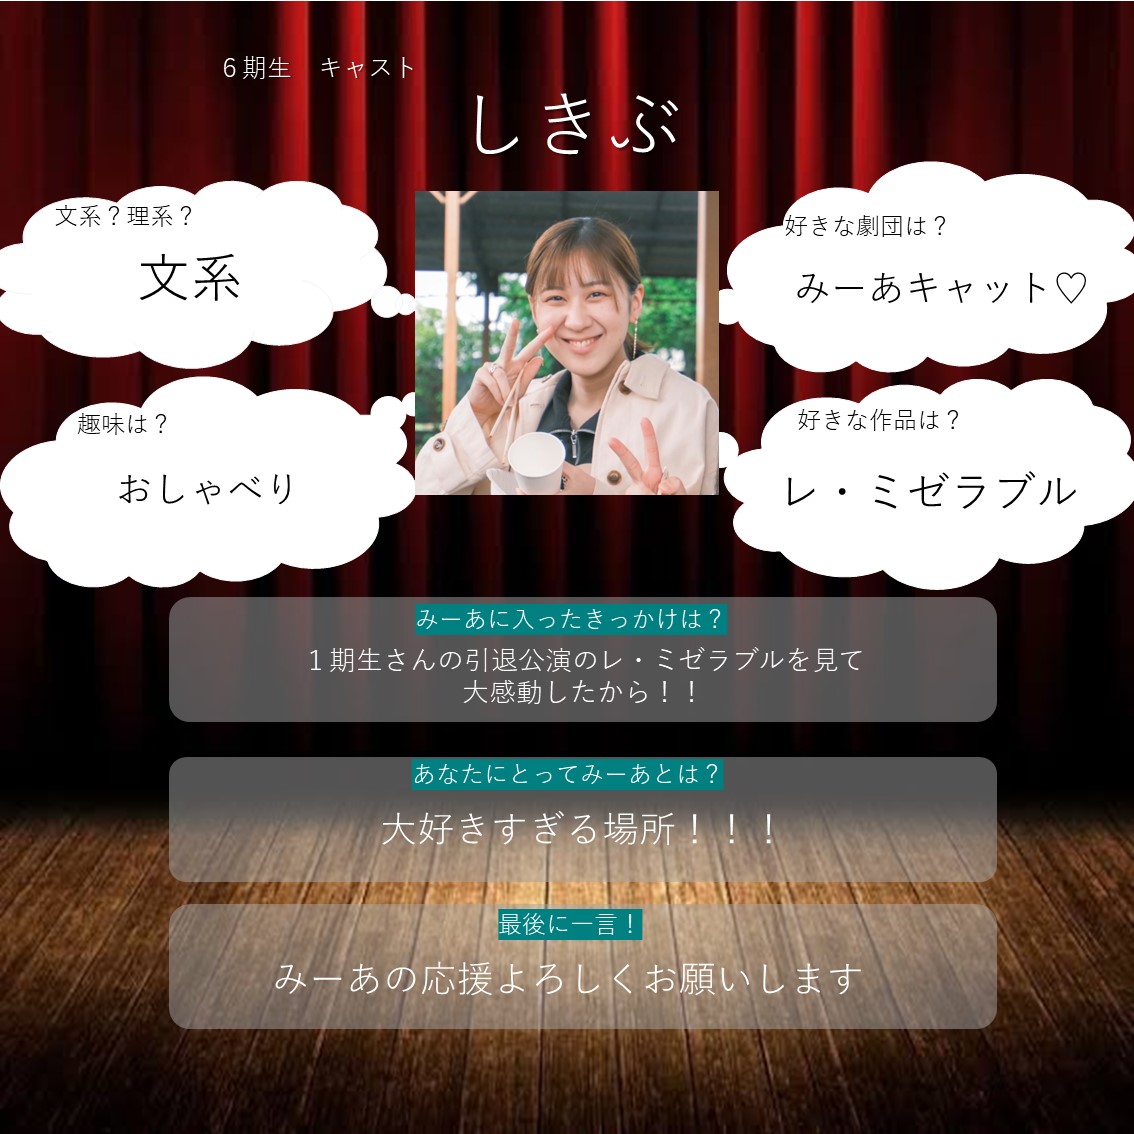 ６期生　キャスト
しきぶ
文系？理系？
文系
好きな劇団は？
みーあキャット♡
趣味は？
おしゃべり
好きな作品は？
レ・ミゼラブル
みーあに入ったきっかけは？
１期生さんの引退公演のレ・ミゼラブルを見て
大感動したから！！
あなたにとってみーあとは？
大好きすぎる場所！！！
最後に一言！
みーあの応援よろしくお願いします